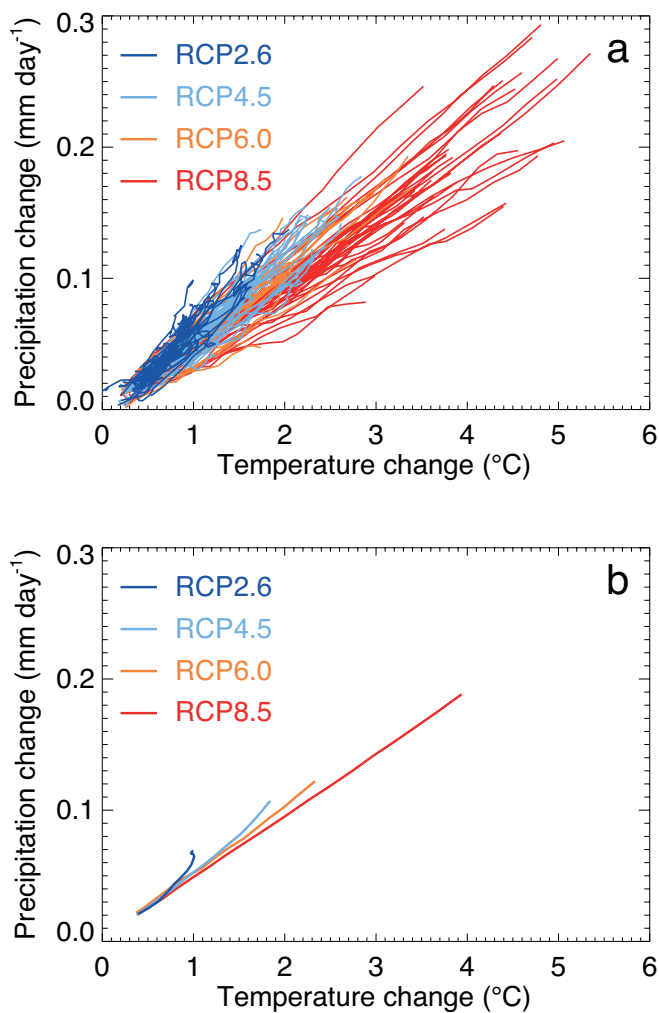 a
RCP2.6
RCP4.5
RCP6.0
RCP8.5
0.3
0.2
0.1
0.0
Precipitation change (mm day⁻¹)
0 1 2 3 4 5 6
Temperature change (°C)
b
RCP2.6
RCP4.5
RCP6.0
RCP8.5
0.3
0.2
0.1
0.0
Precipitation change (mm day⁻¹)
0 1 2 3 4 5 6
Temperature change (°C)